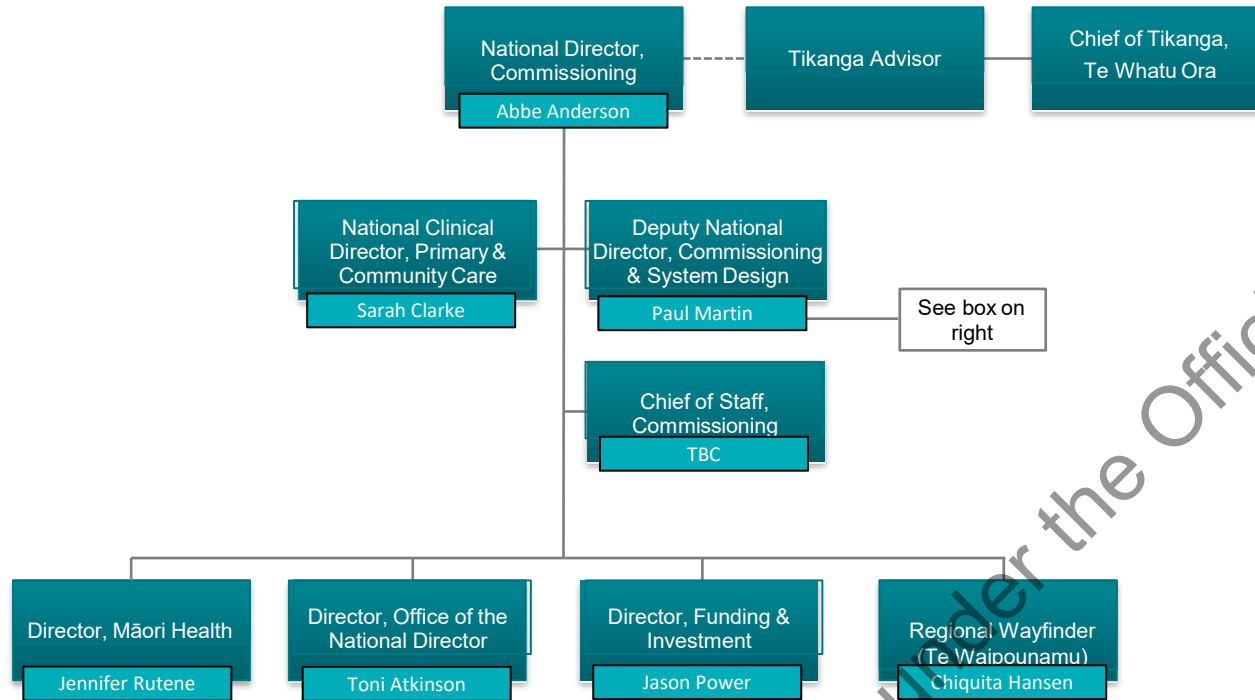 National Director,
Commissioning
Abbe Anderson
Tikanga Advisor
Chief of Tikanga,
Te Whatu Ora
National Clinical
Director, Primary &
Community Care
Sarah Clarke
Deputy National
Director, Commissioning
& System Design
Paul Martin
See box on
right
Chief of Staff,
Commissioning
TBC
Director, Māori Health
Jennifer Rutene
Director, Office of the
National Director
Toni Atkinson
Director, Funding &
Investment
Jason Power
Regional Wayfinder
(Te Waipounamu)
Chiquita Hansen
under the Offic